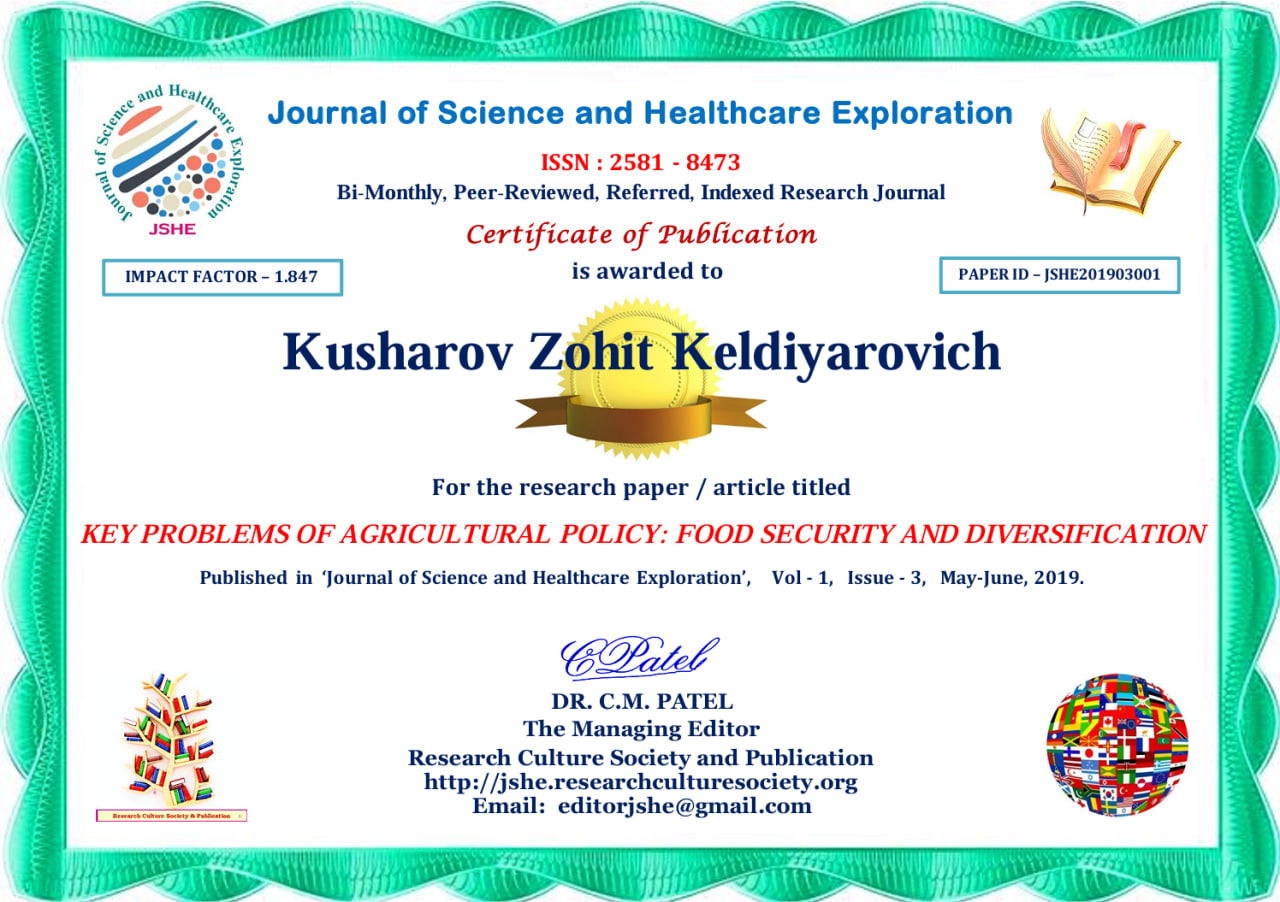 Journal of Science and Healthcare Exploration
JSHE
Journal of Science and Healthcare Exploration
ISSN : 2581 - 8473
Bi-Monthly, Peer-Reviewed, Referred, Indexed Research Journal
Certificate of Publication
is awarded to
IMPACT FACTOR – 1.847
PAPER ID – JSHE201903001
Kusharov Zohit Keldiyarovich
For the research paper / article titled
KEY PROBLEMS OF AGRICULTURAL POLICY: FOOD SECURITY AND DIVERSIFICATION
Published in ‘Journal of Science and Healthcare Exploration’, Vol - 1, Issue - 3, May-June, 2019.
CPatel
DR. C.M. PATEL
The Managing Editor
Research Culture Society and Publication
http://jshe.researchculturesociety.org
Email: editorjshe@gmail.com
Research Culture Society & Publication